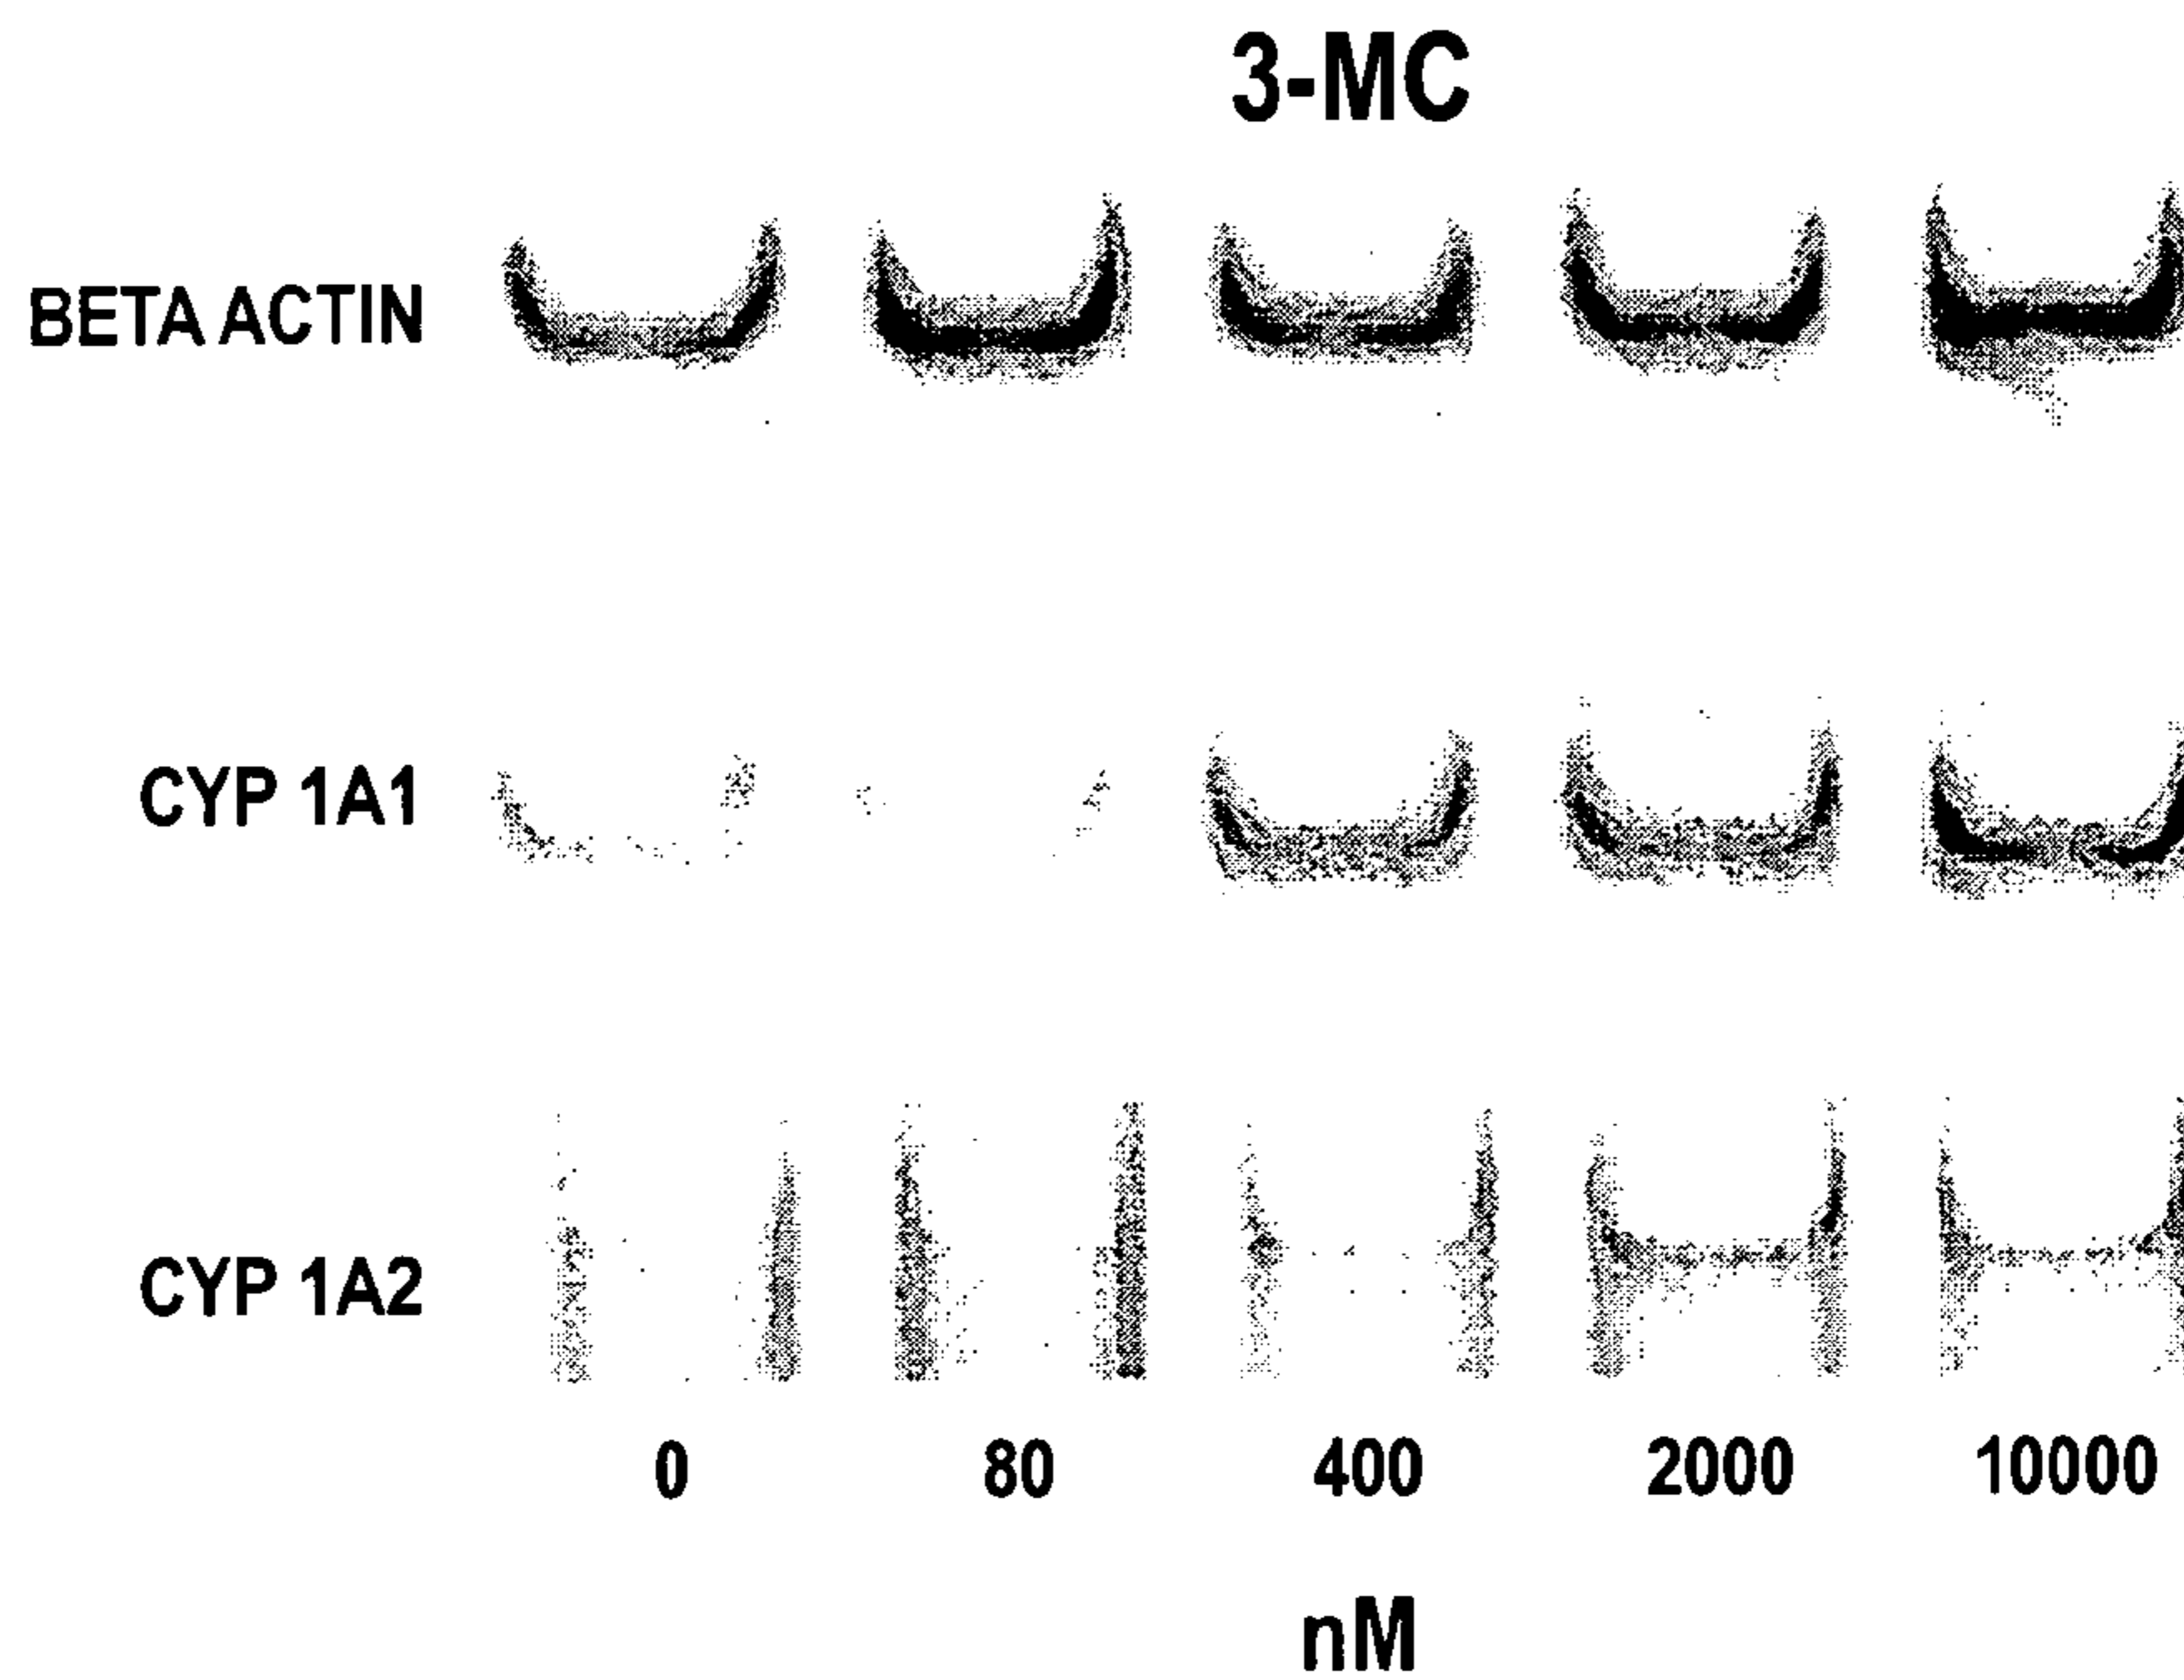 3-MC
BETA ACTIN
CYP 1A1
CYP 1A2
0 80 400 2000 10000
nM